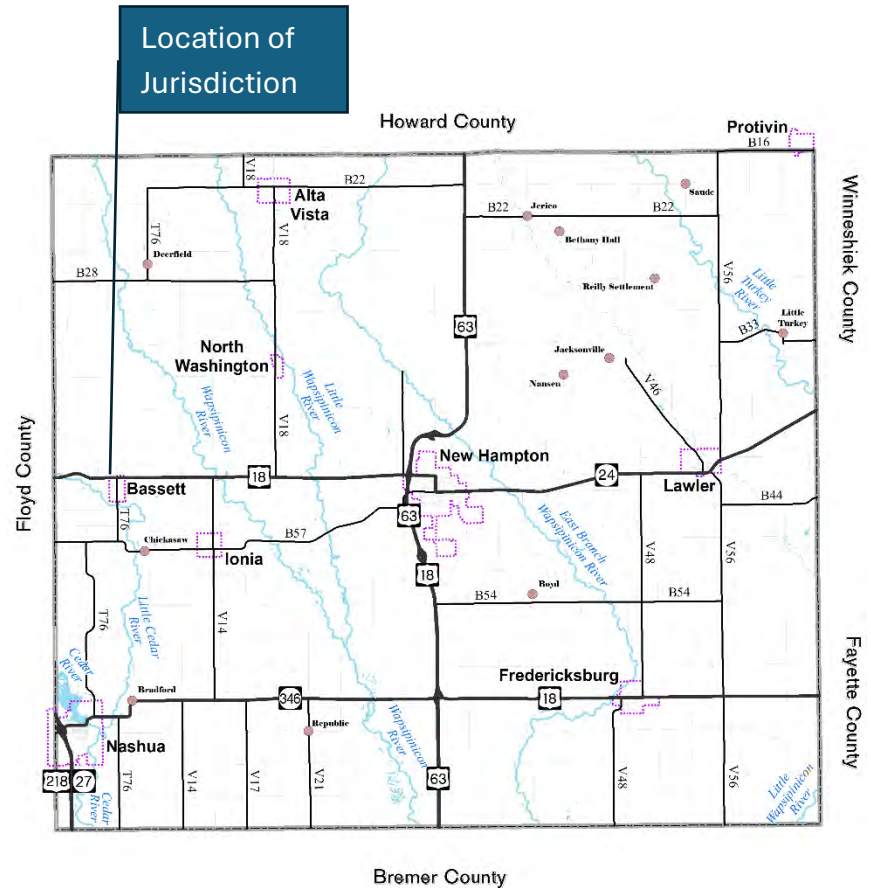 Location of
Jurisdiction
Howard County
Protivin
B16
V18
B22
Alta
Vista
Saude
Jerico
B22
B22
T76
V18
Bethany Hall
Winneshiek County
Deerfield
B28
Reilly Settlement
V56
Little
Turkey
River
Little
Turkey
B33
63
North
Washington
Jacksonville
Nansen
V46
Wapsipinicon
River
Little
Wapsipinicon
River
V18
Floyd County
New Hampton
18
24
Bassett
Lawler
T76
B44
63
Chickasaw
B57
Ionia
East Branch
Wapsipinicon River
18
V48
V56
Boyd
B54
B54
T76
Little Cedar
River
V14
Cedar
River
Fredericksburg
Fayette County
Bradford
346
18
Republic
Wapsipinicon
River
Nashua
218
27
Cedar
River
T76
V14
V17
V21
63
V48
V56
Little
Wapsipinicon
River
Bremer County